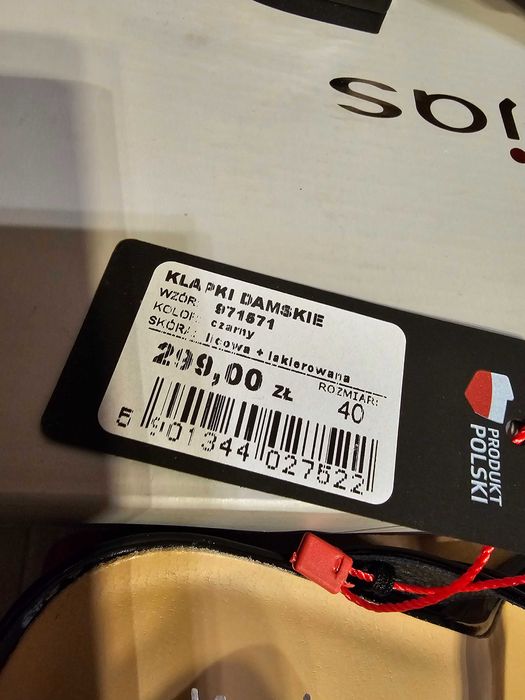 KLAPKI DAMSKIE
WZÓR: 971571
KOLOR: czarny
SKÓRA: licowa + lakierowana
299,00 ZŁ
ROZMIAR:
40
5 901344 027522
PRODUKT
POLSKI